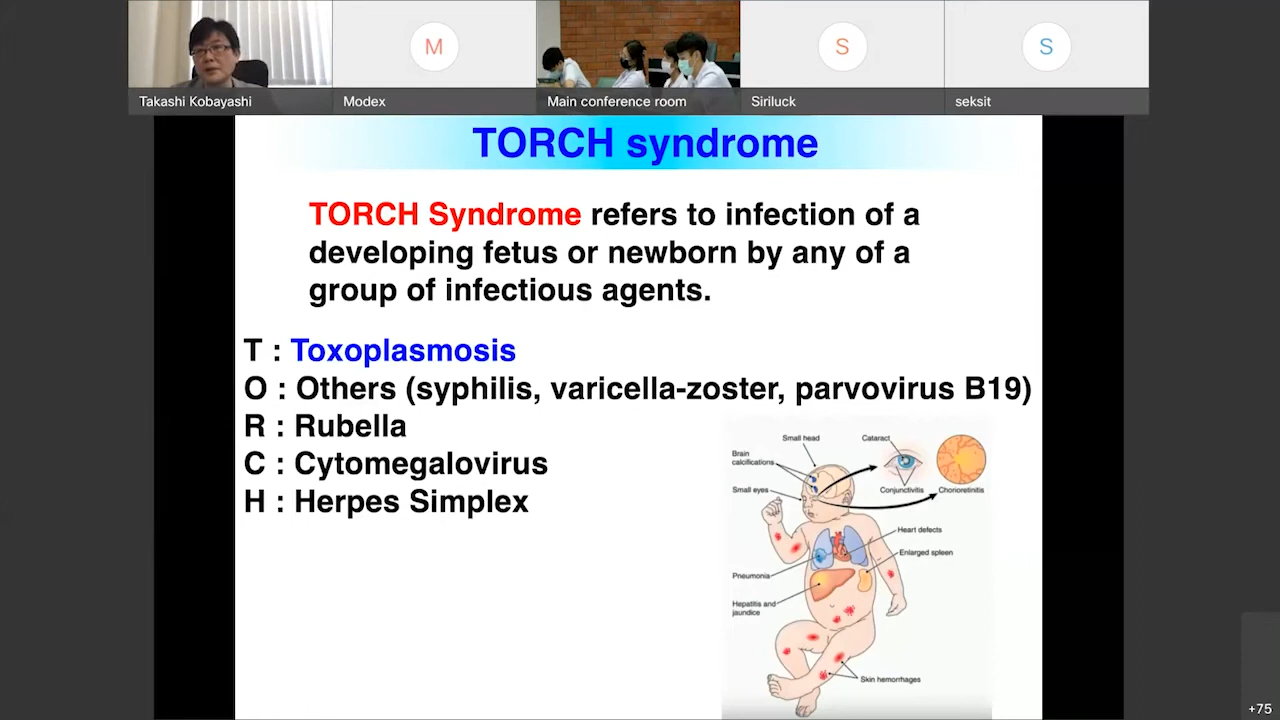 M
S
S
Takashi Kobayashi
Modex
Main conference room
Siriluck
seksit
TORCH syndrome
TORCH Syndrome refers to infection of a
developing fetus or newborn by any of a
group of infectious agents.
T : Toxoplasmosis
O : Others (syphilis, varicella-zoster, parvovirus B19)
R : Rubella
C : Cytomegalovirus
H : Herpes Simplex
Small head
Cataract
Brain
calcifications
Small eyes
Conjunctivitis
Chorioretinitis
Heart defects
Enlarged spleen
Pneumonia
Hepatitis and
jaundice
Skin hemorrhages
+75